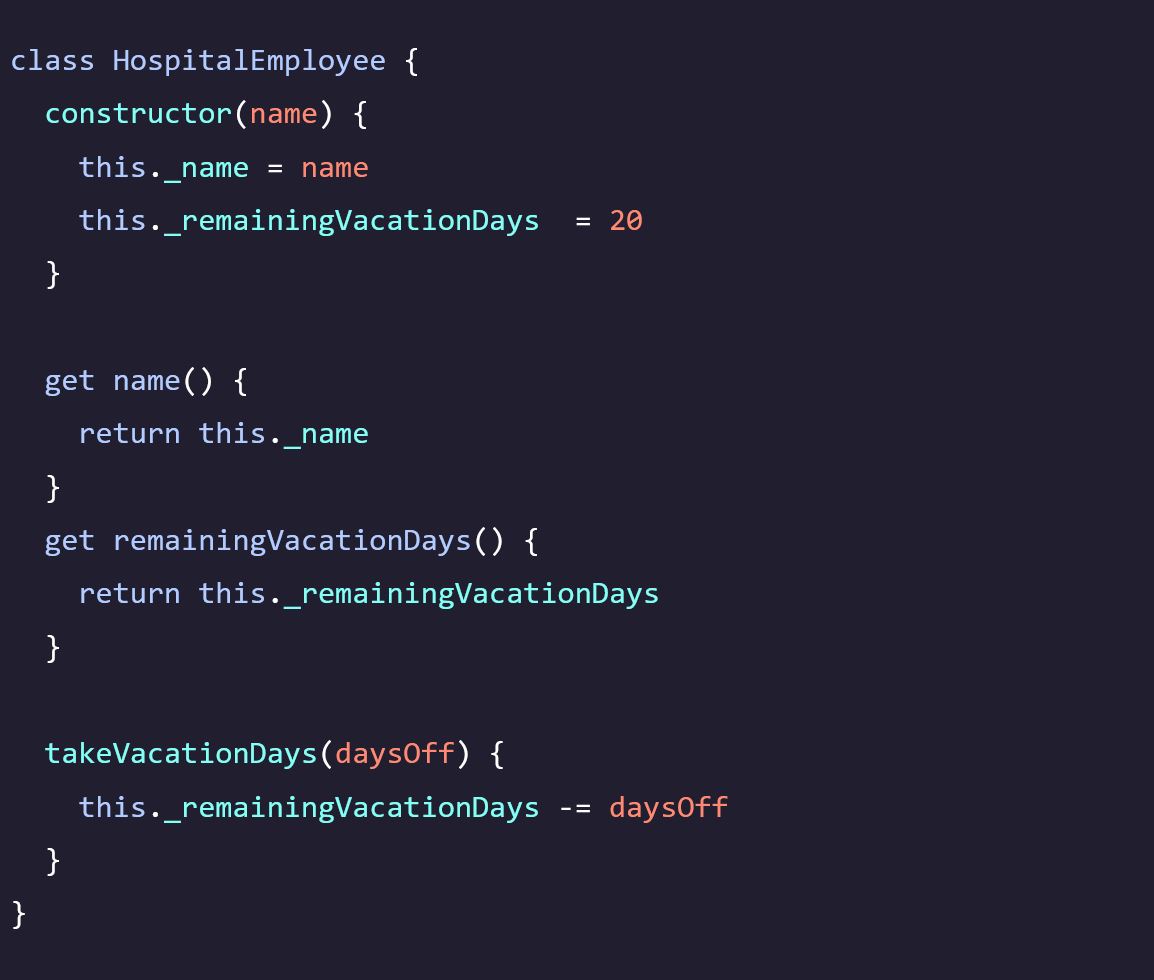 class HospitalEmployee {
  constructor(name) {
    this._name = name
    this._remainingVacationDays  = 20
  }

  get name() {
    return this._name
  }
  get remainingVacationDays() {
    return this._remainingVacationDays
  }

  takeVacationDays(daysOff) {
    this._remainingVacationDays -= daysOff
  }
}